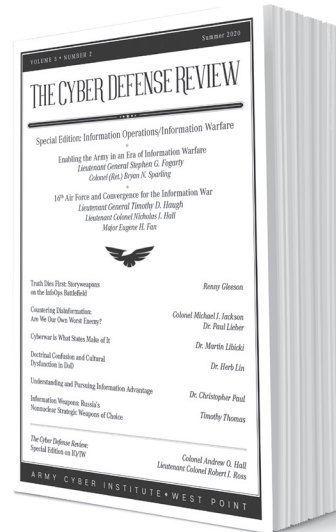 VOLUME 5 • NUMBER 2
Summer 2020
THE CYBER DEFENSE REVIEW
Special Edition: Information Operations/Information Warfare
Enabling the Army in an Era of Information Warfare
Lieutenant General Stephen G. Fogarty
Colonel (Ret.) Bryan N. Sparling
16th Air Force and Convergence for the Information War
Lieutenant General Timothy D. Haugh
Lieutenant Colonel Nicholas J. Hall
Major Eugene H. Fan
Truth Dies First: Storyweapons
on the InfoOps Battlefield
Renny Gleeson
Countering Disinformation:
Are We Our Own Worst Enemy?
Colonel Michael J. Jackson
Dr. Paul Lieber
Cyberwar is What States Make of It
Dr. Martin Libicki
Doctrinal Confusion and Cultural
Dysfunction in DoD
Dr. Herb Lin
Understanding and Pursuing Information Advantage
Dr. Christopher Paul
Information Weapons: Russia's
Nonnuclear Strategic Weapons of Choice
Timothy Thomas
The Cyber Defense Review:
Special Edition on IO/IW
Colonel Andrew O. Hall
Lieutenant Colonel Robert J. Ross
ARMY CYBER INSTITUTE • WEST POINT